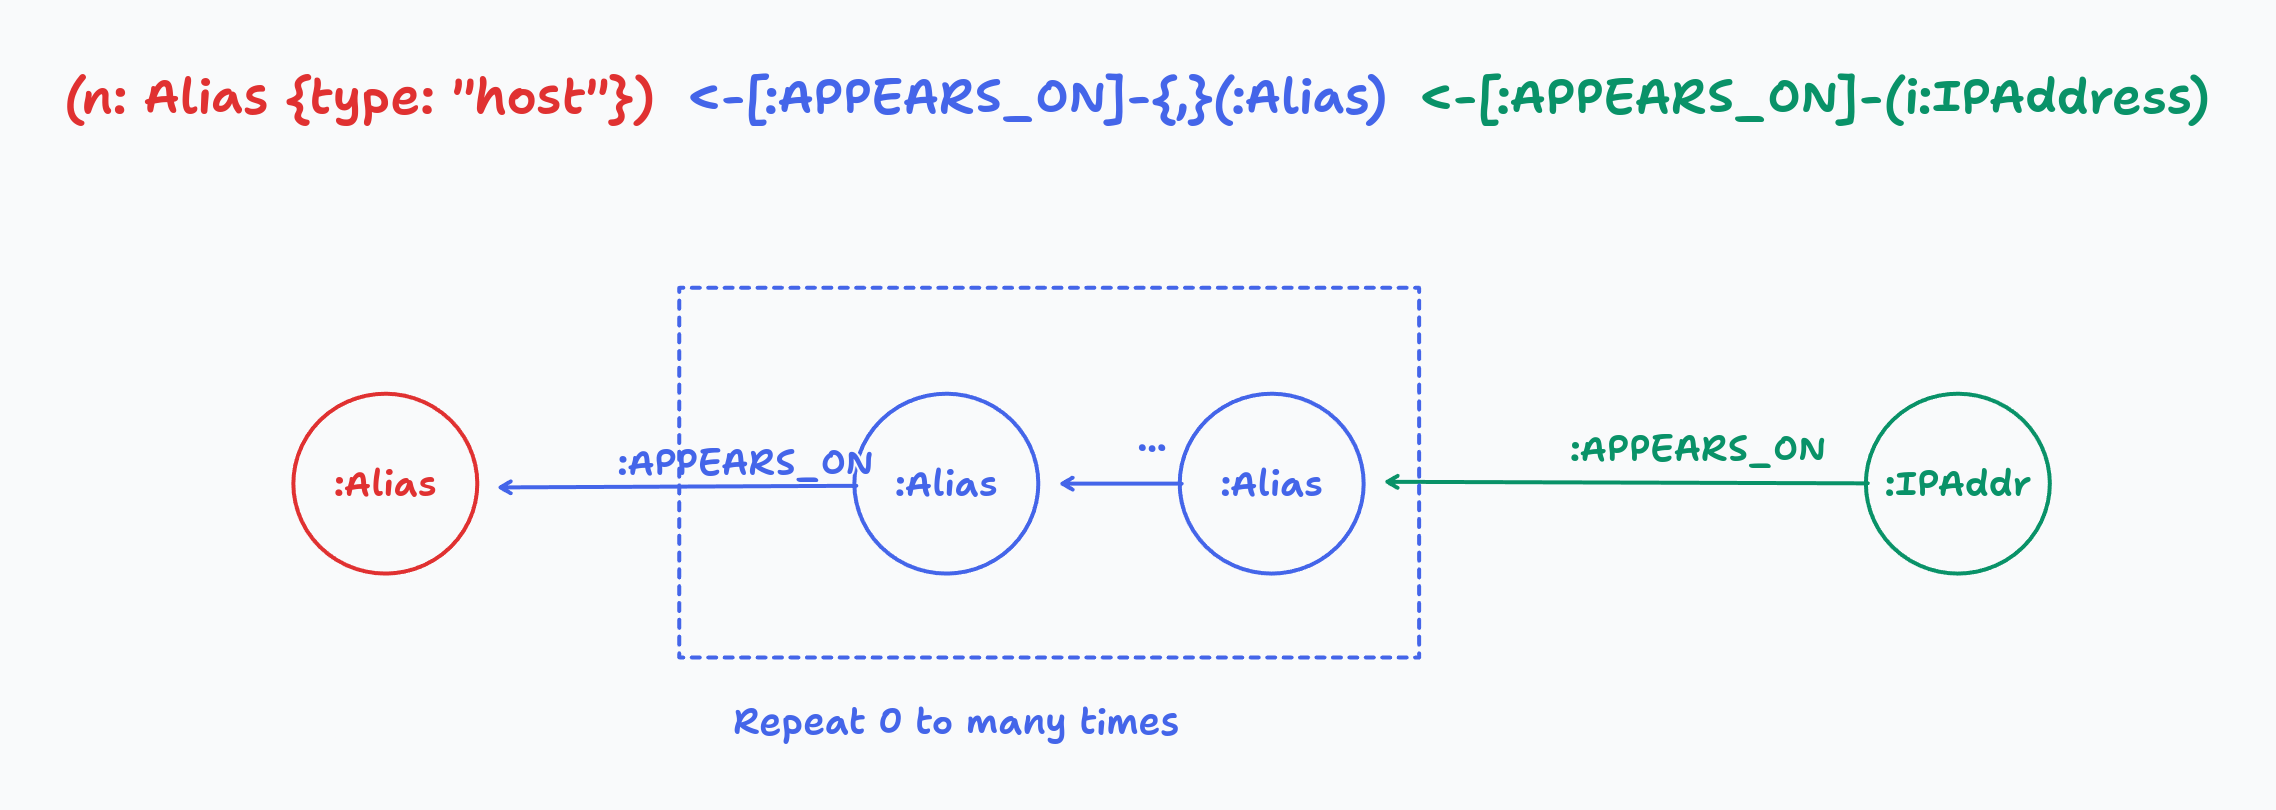 (n: Alias {type: "host"}) <-[:APPEARS_ON]-{,}(:Alias) <-[:APPEARS_ON]-(i:IPAddress)
:APPEARS_ON
...
:APPEARS_ON
:Alias
:Alias
:Alias
:IPAddr
Repeat 0 to many times